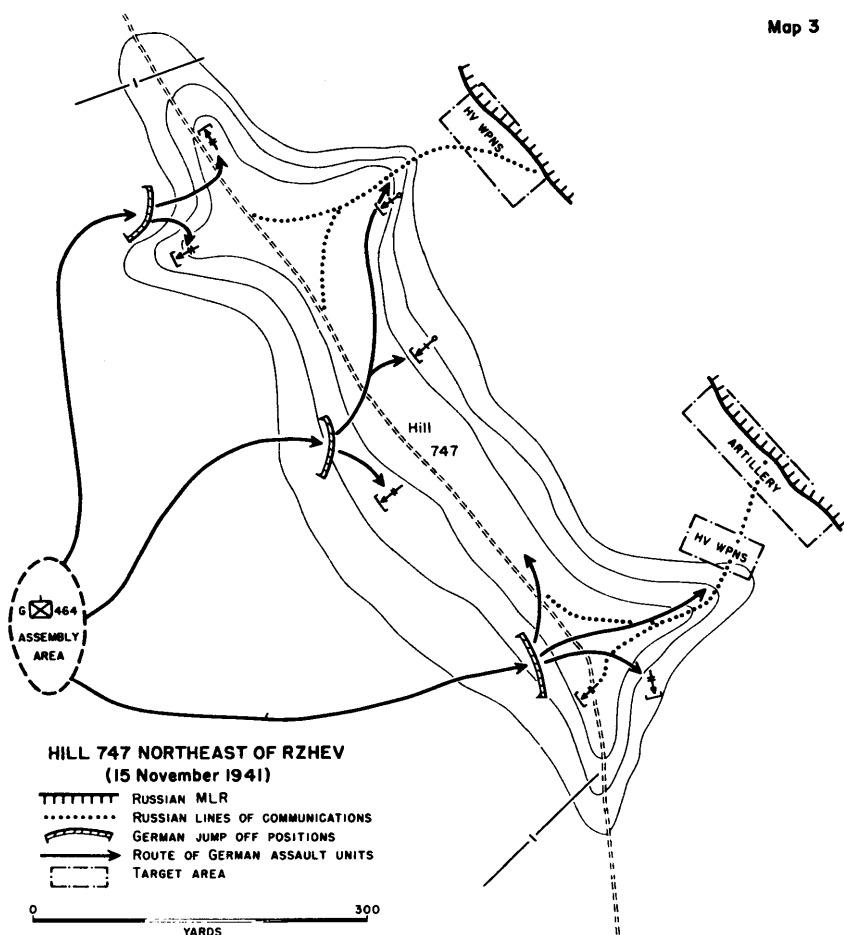 Map 3
HV WPNS
Hill
747
ARTILLERY
HV WPNS
G 464
ASSEMBLY
AREA
HILL 747 NORTHEAST OF RZHEV
(15 November 1941)
RUSSIAN MLR
RUSSIAN LINES OF COMMUNICATIONS
GERMAN JUMP OFF POSITIONS
ROUTE OF GERMAN ASSAULT UNITS
TARGET AREA
0 300
YARDS